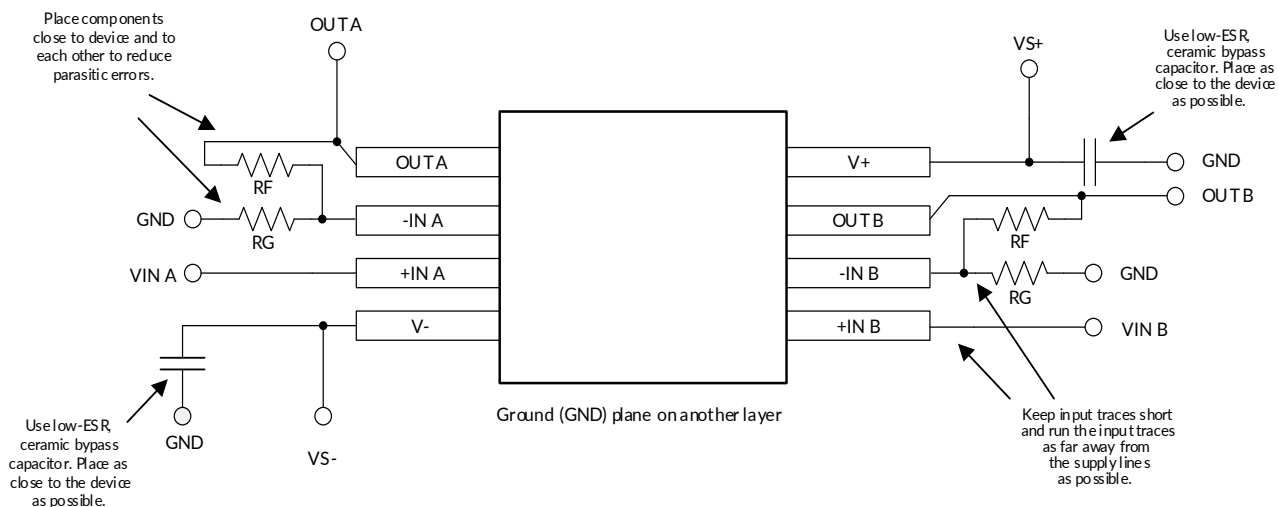 Place components
close to device and to
each other to reduce
parasitic errors.
OUT A
VS+
Use low-ESR,
ceramic bypass
capacitor. Place as
close to the device
as possible.
OUT A
V+
GND
RF
OUT B
OUT B
GND
-IN A
RF
RG
VIN A
+IN A
-IN B
GND
RG
V-
+IN B
VIN B
Ground (GND) plane on another layer
Use low-ESR,
ceramic bypass
capacitor. Place as
close to the device
as possible.
GND
VS-
Keep input traces short
and run the input traces
as far away from
the supply lines
as possible.